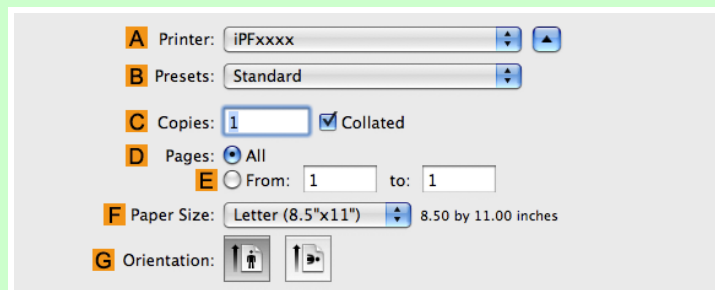 A Printer: iPFxxxx
B Presets: Standard
C Copies: 1 Collated
D Pages: All
E From: 1 to: 1
F Paper Size: Letter (8.5"x11") 8.50 by 11.00 inches
G Orientation: